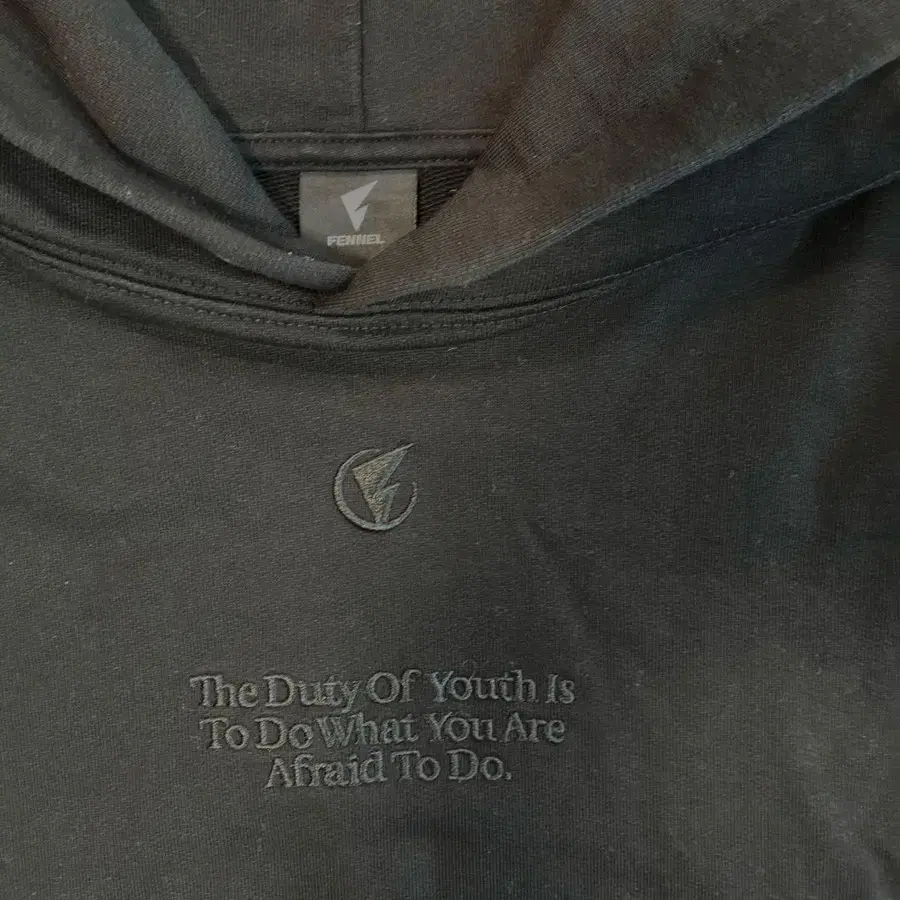 FENNEL
The Duty Of Youth Is
To Do What You Are
Afraid To Do.